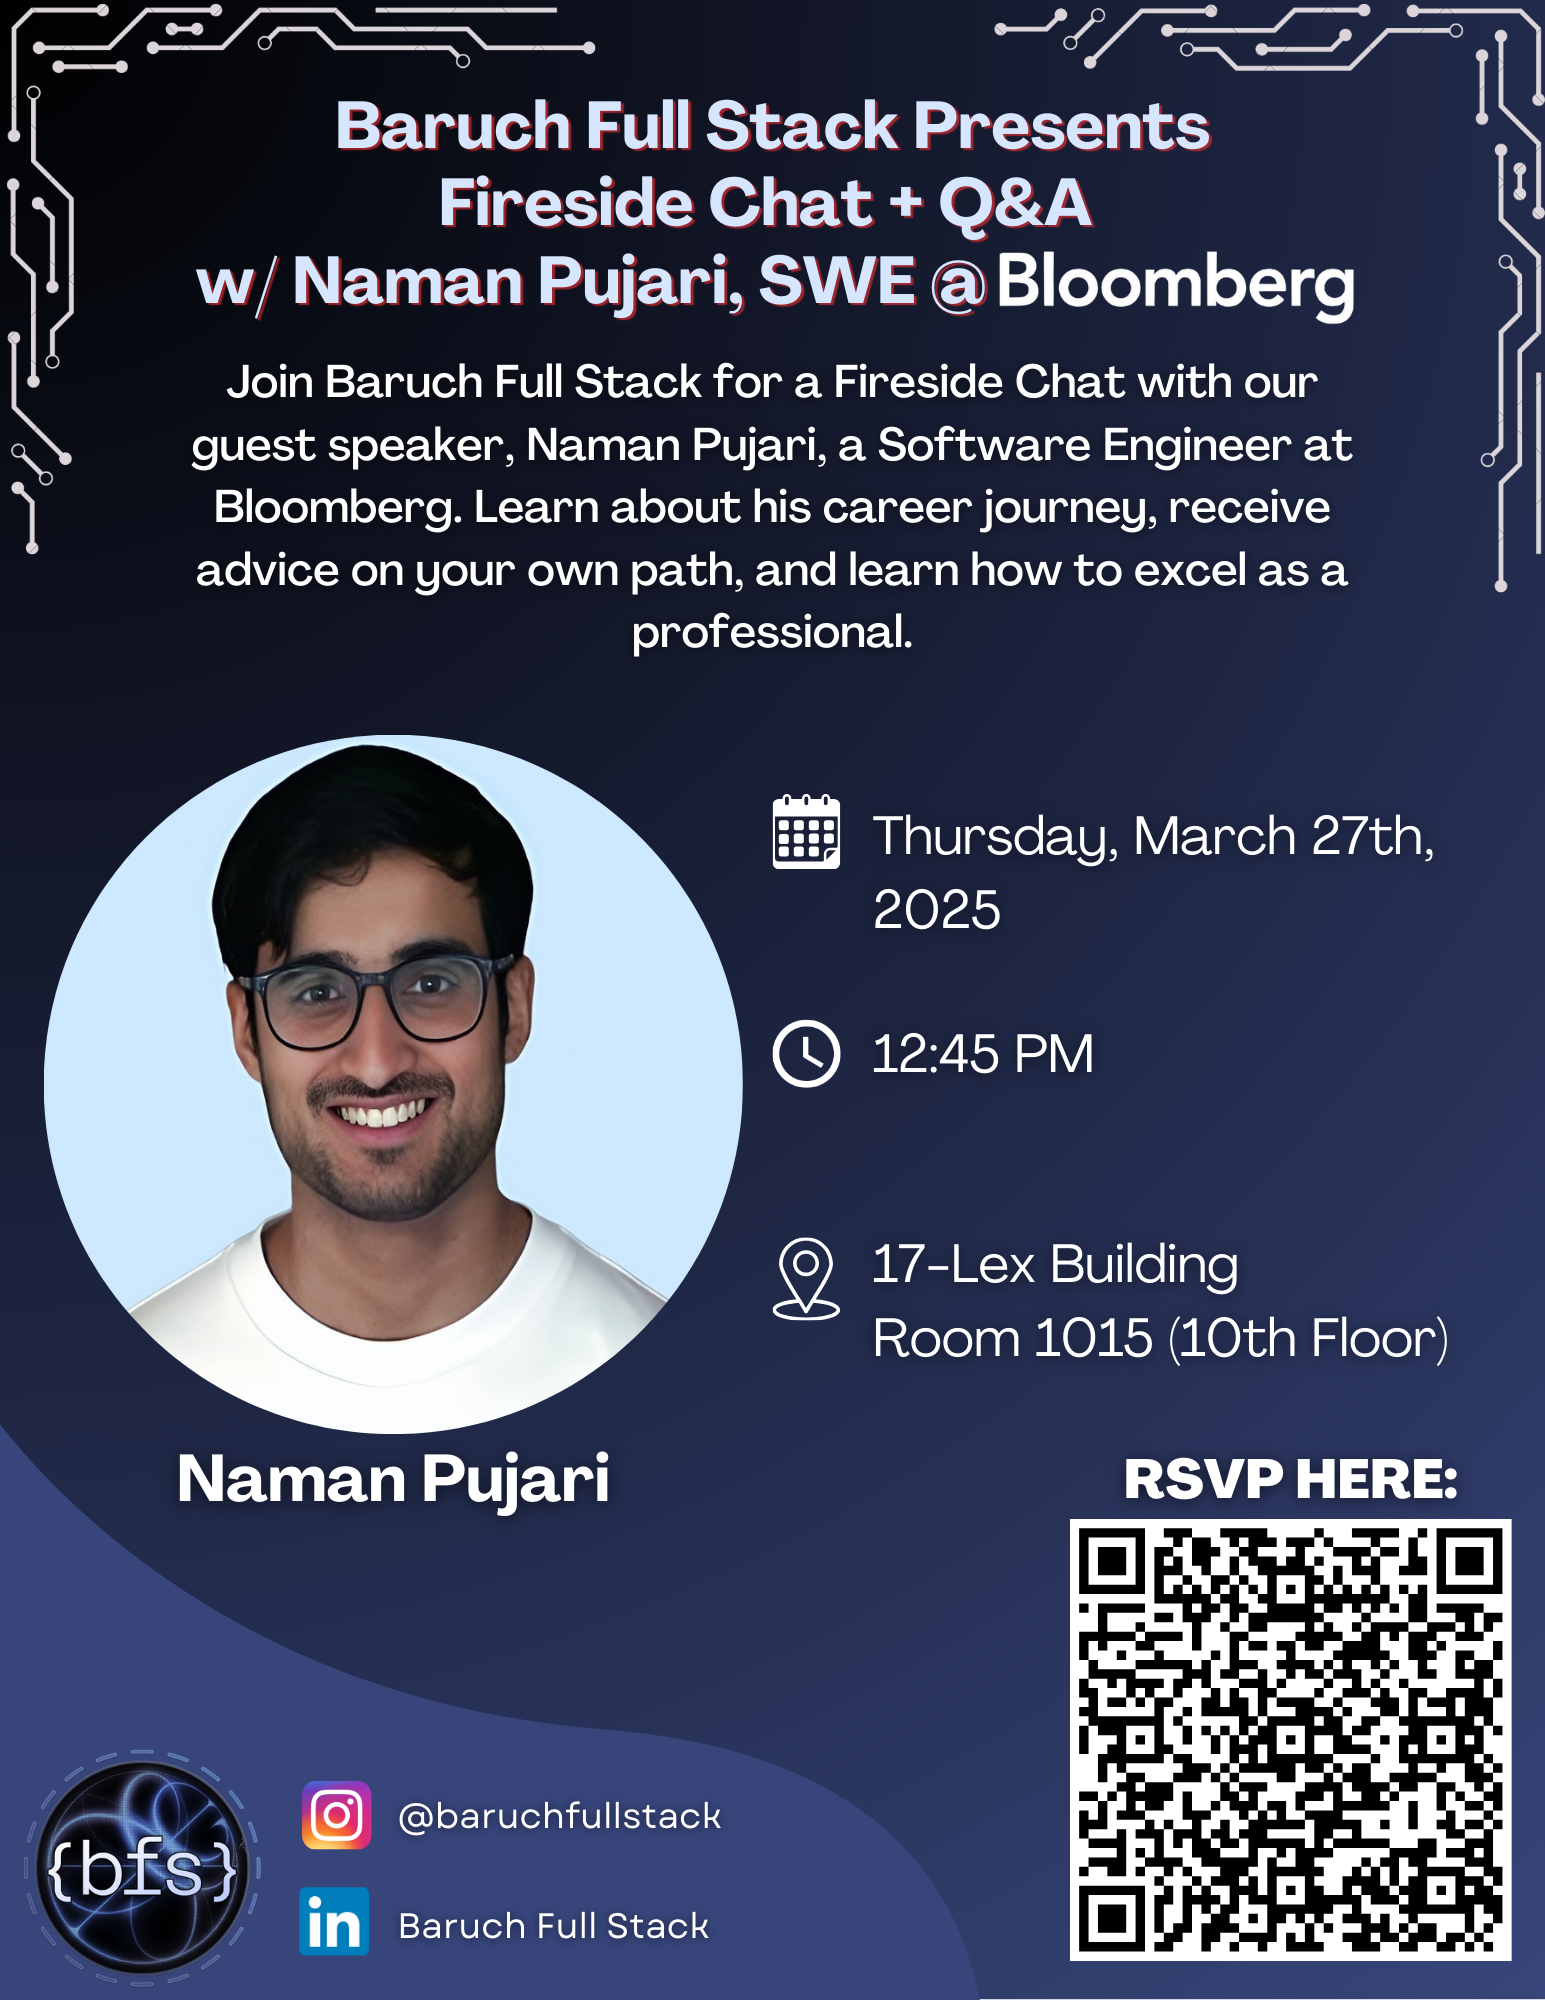 Baruch Full Stack Presents
Fireside Chat + Q&A
w/ Naman Pujari, SWE @ Bloomberg
Join Baruch Full Stack for a Fireside Chat with our
guest speaker, Naman Pujari, a Software Engineer at
Bloomberg. Learn about his career journey, receive
advice on your own path, and learn how to excel as a
professional.
Thursday, March 27th,
2025
12:45 PM
17-Lex Building
Room 1015 (10th Floor)
Naman Pujari
RSVP HERE:
{bfs}
@baruchfullstack
in
Baruch Full Stack